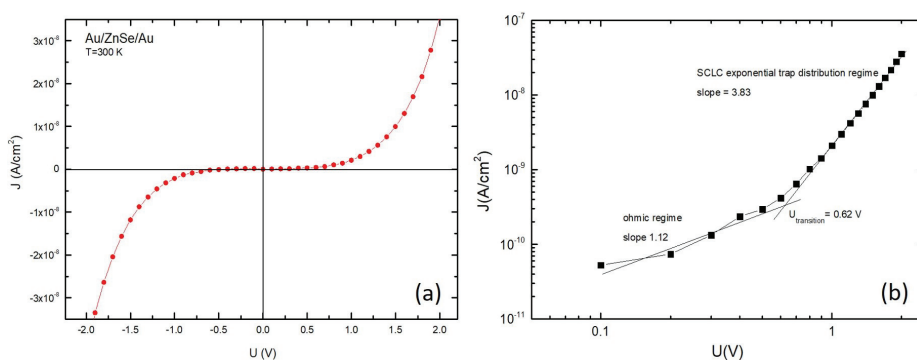 Au/ZnSe/Au
T=300 K
J (A/cm²)
3x10⁻⁸
2x10⁻⁸
1x10⁻⁸
0
-1x10⁻⁸
-2x10⁻⁸
-3x10⁻⁸
-2.0 -1.5 -1.0 -0.5 0.0 0.5 1.0 1.5 2.0
U (V)
(a)
J(A/cm²)
10⁻⁷
10⁻⁸
10⁻⁹
10⁻¹⁰
10⁻¹¹
SCLC exponential trap distribution regime
slope = 3.83
ohmic regime
slope 1.12
U transition = 0.62 V
0.1 1
U(V)
(b)